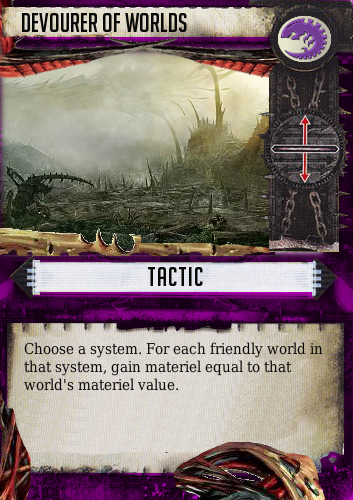 DEVOURER OF WORLDS
TACTIC
Choose a system. For each friendly world in
that system, gain materiel equal to that
world's materiel value.